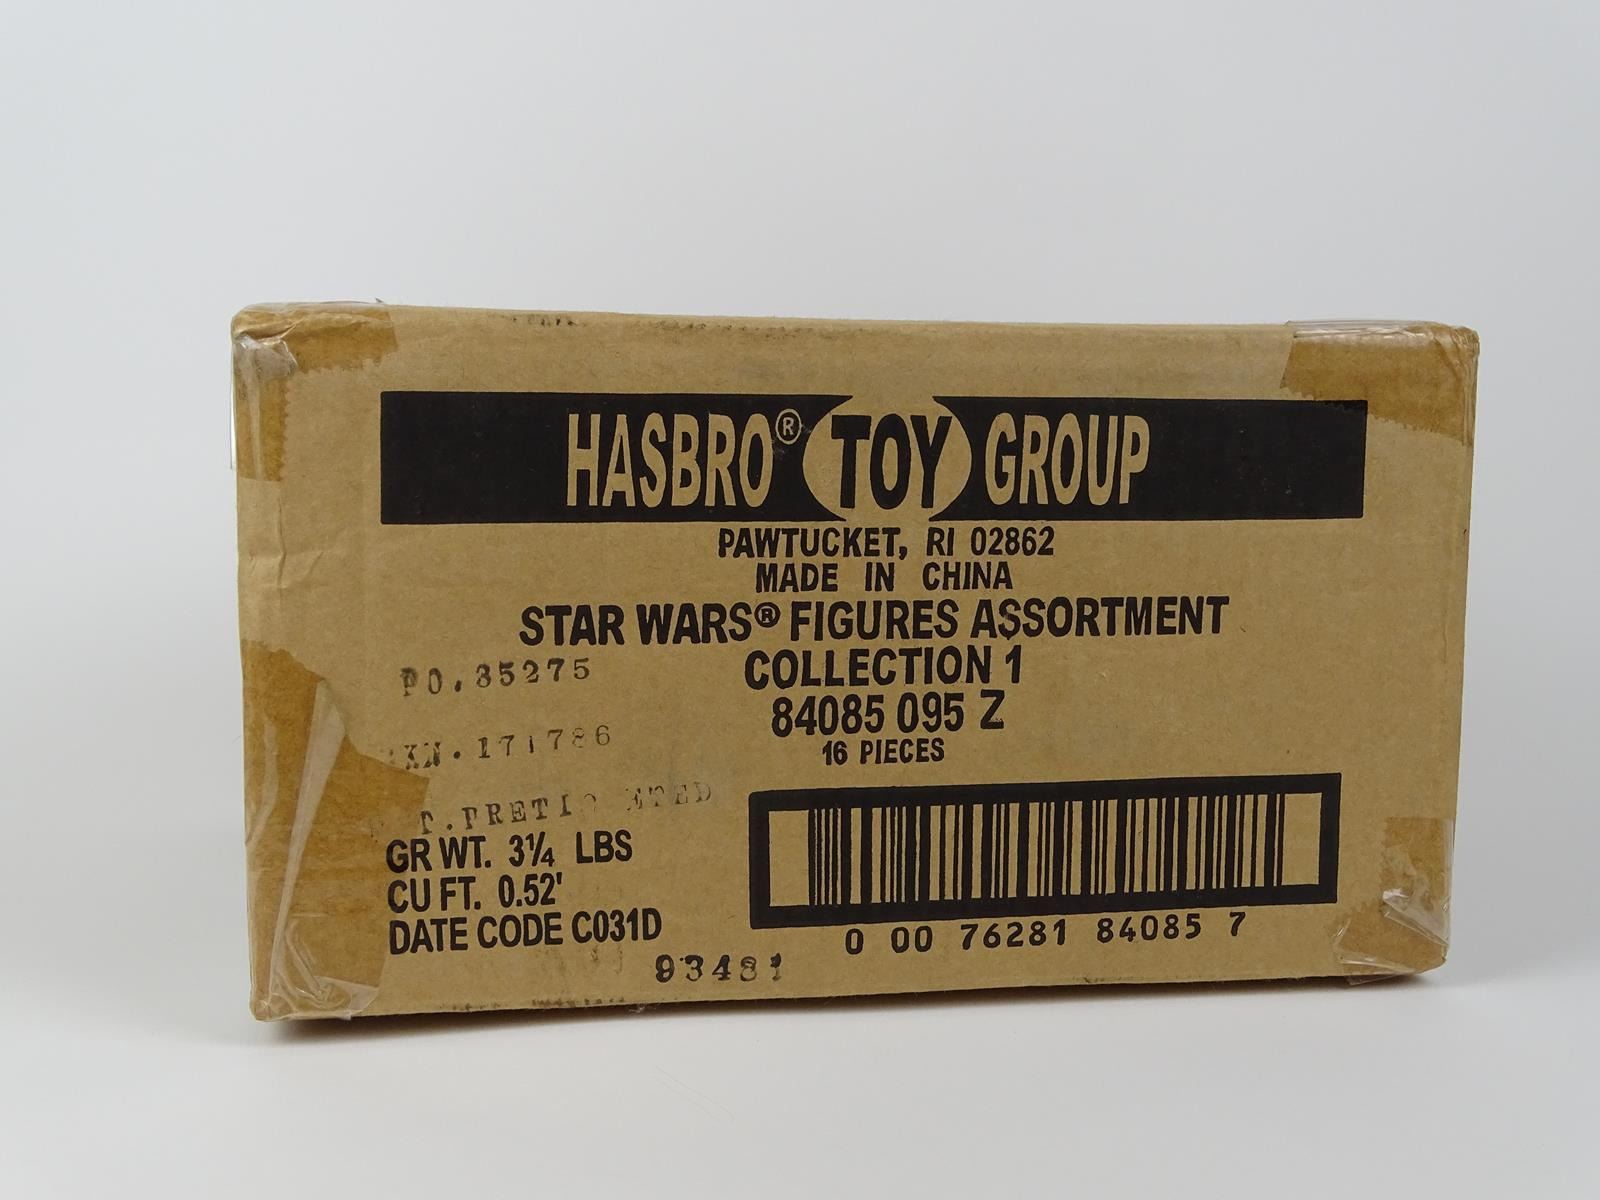 HASBRO® TOY GROUP
PAWTUCKET, RI 02862
MADE IN CHINA
STAR WARS® FIGURES ASSORTMENT
COLLECTION 1
84085 095 Z
16 PIECES
PO.35275
171786
GR WT. 3¼ LBS
CU FT. 0.52'
DATE CODE C031D
93481
0 00 76281 84085 7